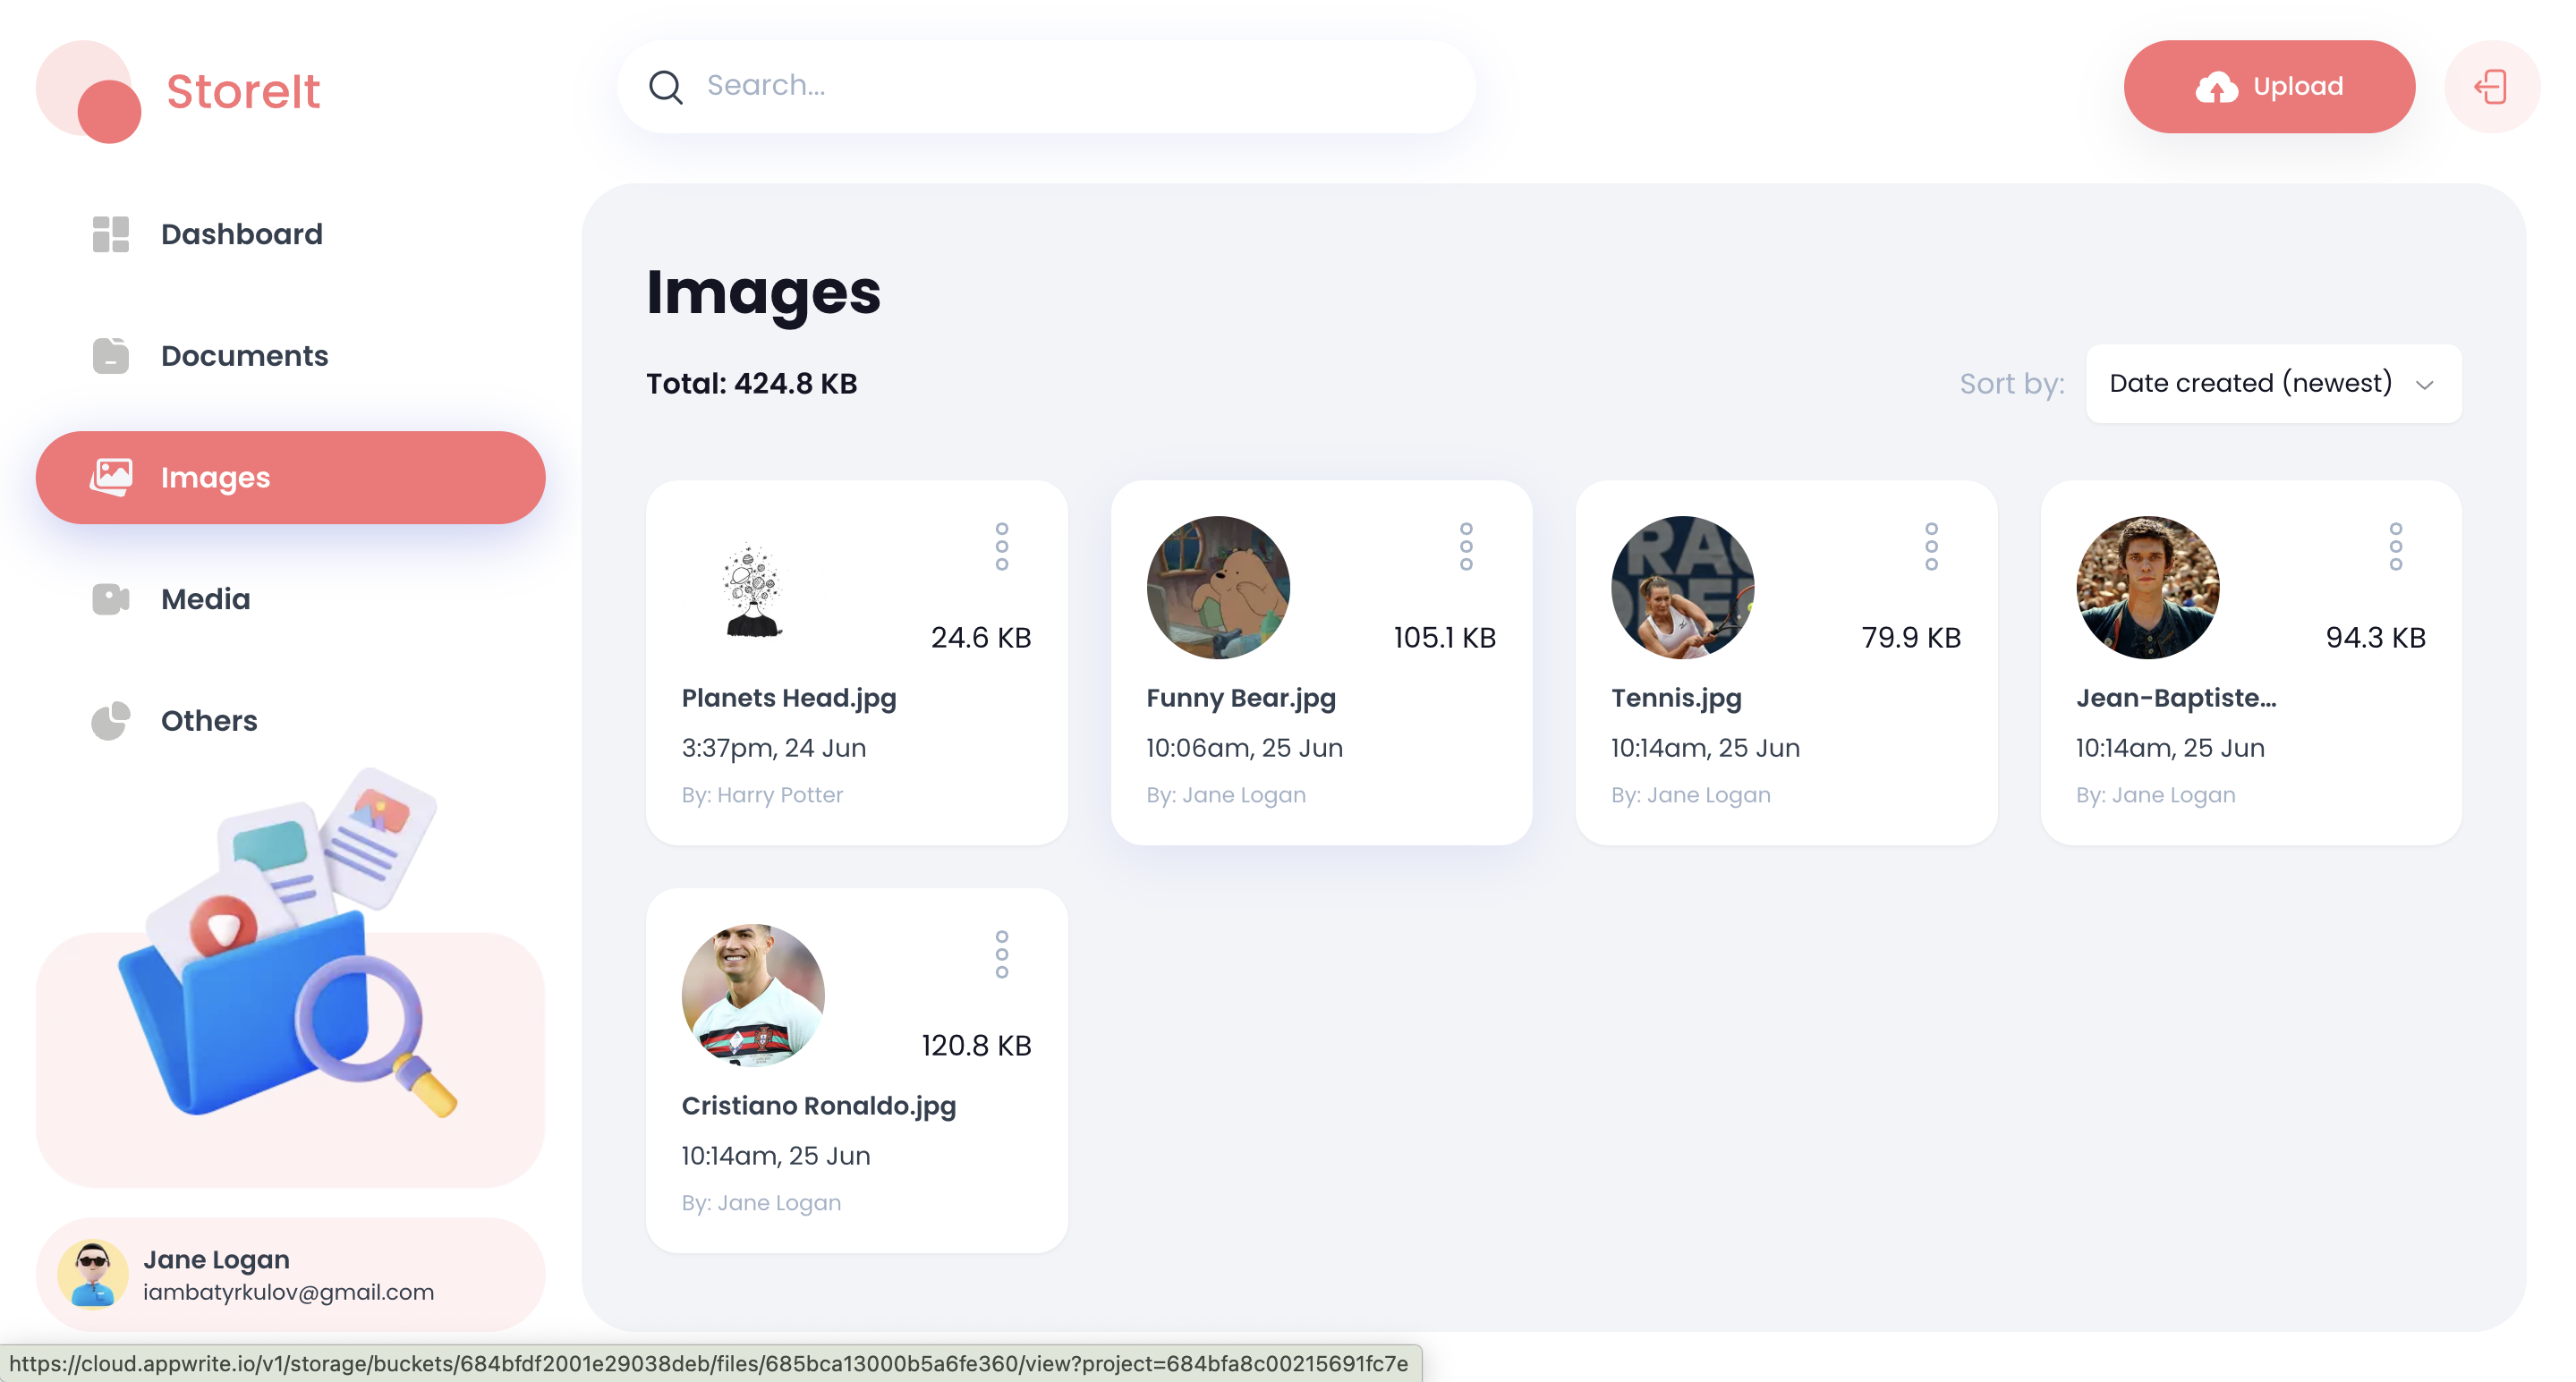 StoreIt
Search...
Upload
Dashboard
Documents
Images
Media
Others
Jane Logan
iambatyrkulov@gmail.com
Images
Total: 424.8 KB
Sort by:
Date created (newest)
24.6 KB
Planets Head.jpg
3:37pm, 24 Jun
By: Harry Potter
105.1 KB
Funny Bear.jpg
10:06am, 25 Jun
By: Jane Logan
79.9 KB
Tennis.jpg
10:14am, 25 Jun
By: Jane Logan
94.3 KB
Jean-Baptiste...
10:14am, 25 Jun
By: Jane Logan
120.8 KB
Cristiano Ronaldo.jpg
10:14am, 25 Jun
By: Jane Logan
https://cloud.appwrite.io/v1/storage/buckets/684bfdf2001e29038deb/files/685bca13000b5a6fe360/view?project=684bfa8c00215691fc7e